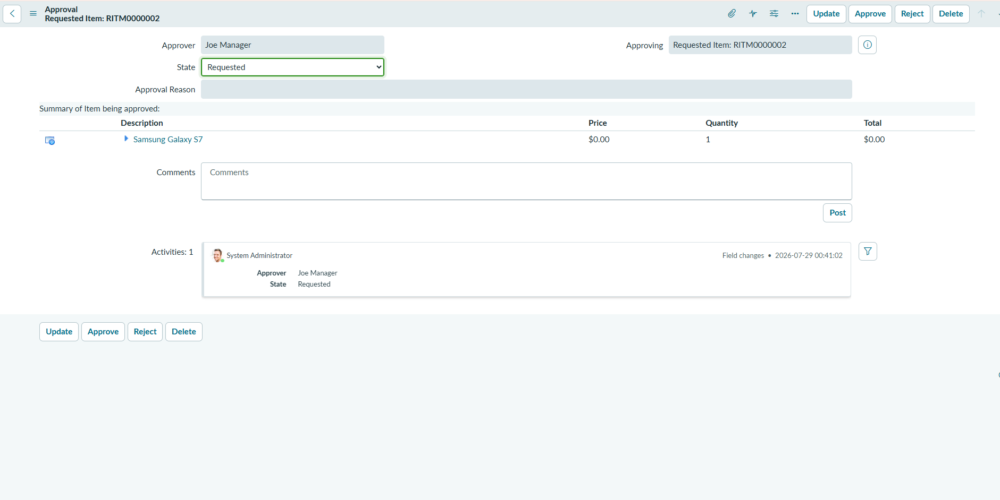 Approval
Requested Item: RITM0000002
Update
Approve
Reject
Delete
Approver
Joe Manager
Approving
Requested Item: RITM0000002
State
Requested
Approval Reason
Summary of Item being approved:
Description
Price
Quantity
Total
Samsung Galaxy S7
$0.00
1
$0.00
Comments
Comments
Post
Activities: 1
System Administrator
Field changes • 2026-07-29 00:41:02
Approver Joe Manager
State Requested
Update
Approve
Reject
Delete